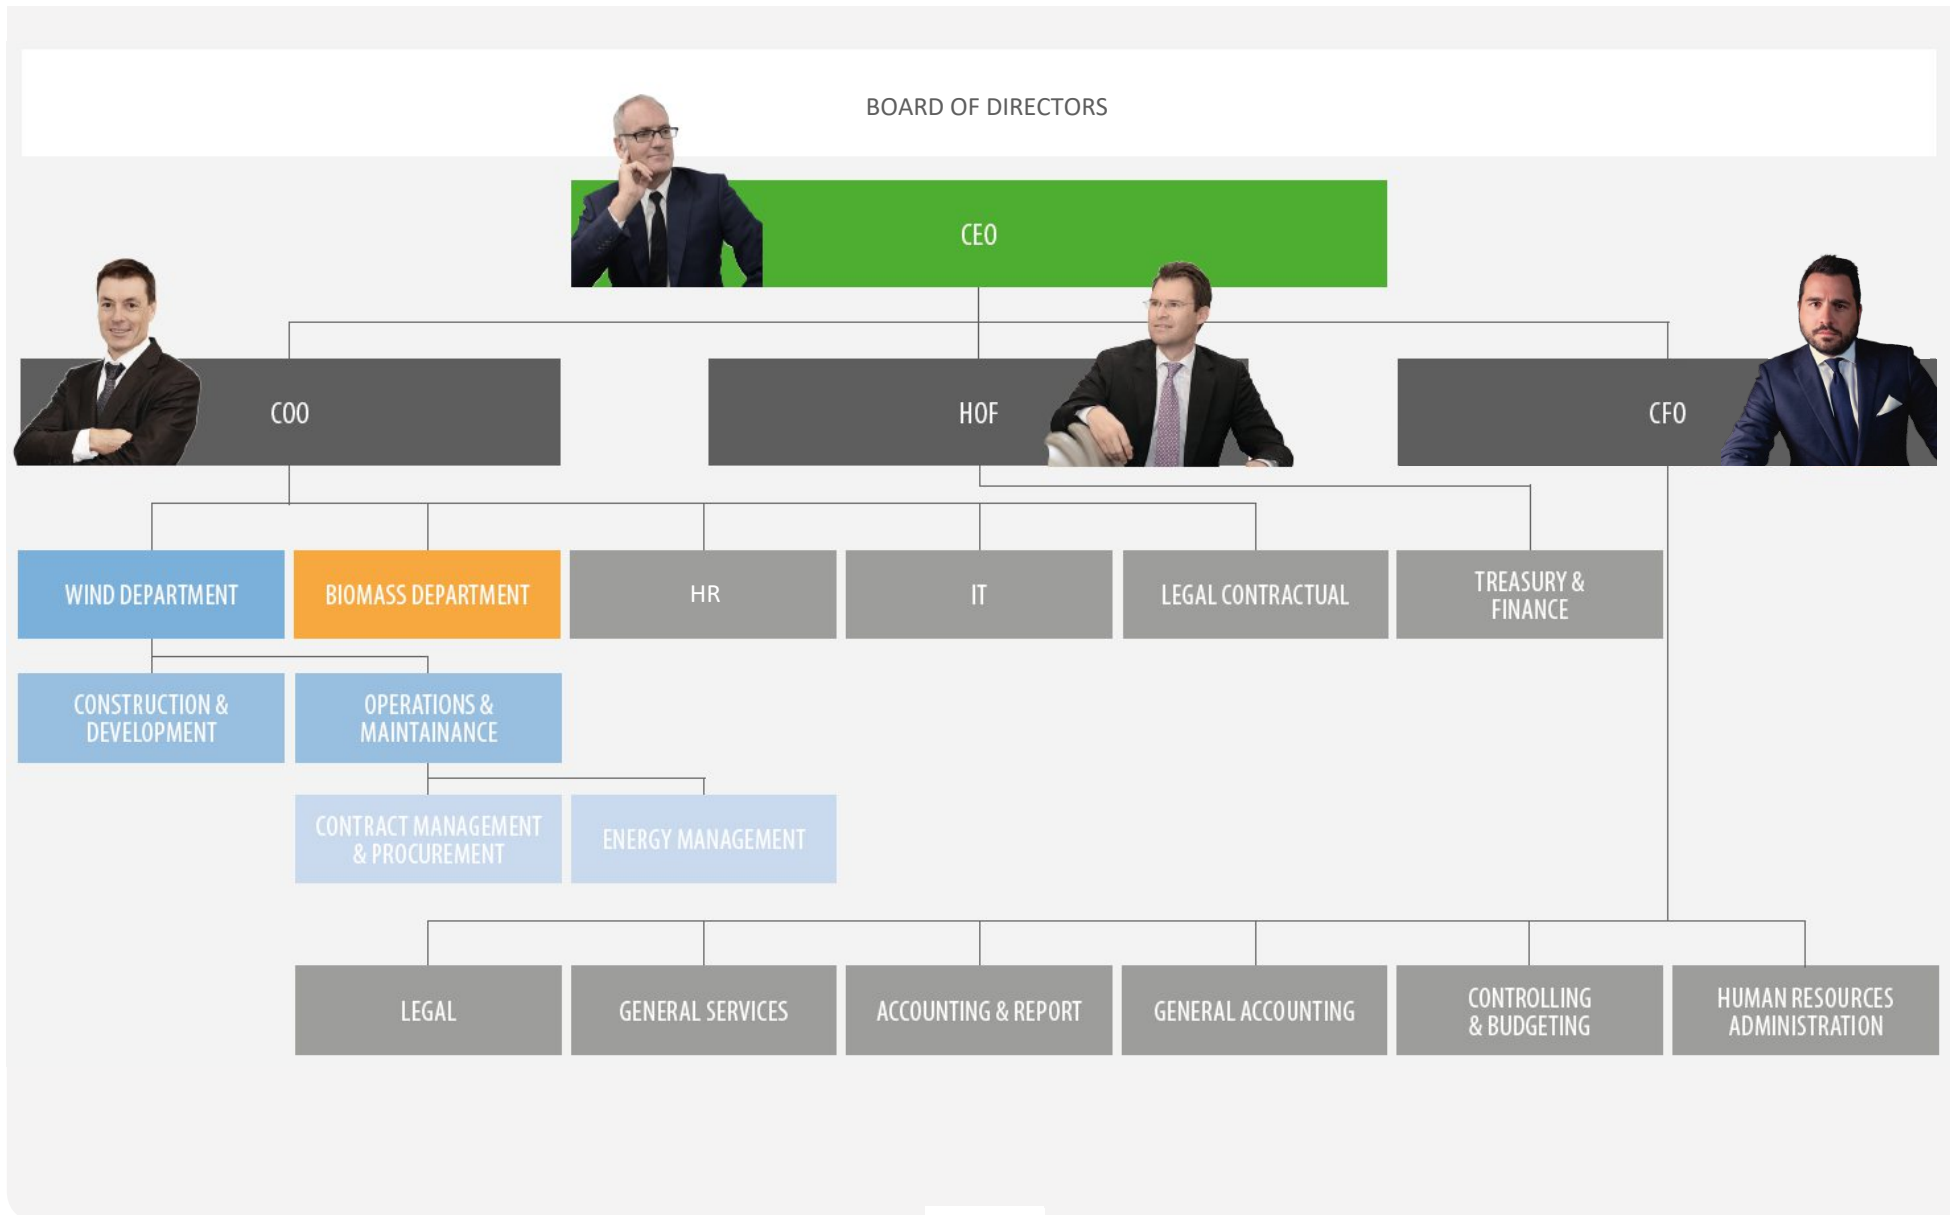 BOARD OF DIRECTORS
CEO
COO
HOF
CFO
WIND DEPARTMENT
BIOMASS DEPARTMENT
HR
IT
LEGAL CONTRACTUAL
TREASURY &
FINANCE
CONSTRUCTION &
DEVELOPMENT
OPERATIONS &
MAINTAINANCE
CONTRACT MANAGEMENT
& PROCUREMENT
ENERGY MANAGEMENT
LEGAL
GENERAL SERVICES
ACCOUNTING & REPORT
GENERAL ACCOUNTING
CONTROLLING
& BUDGETING
HUMAN RESOURCES
ADMINISTRATION